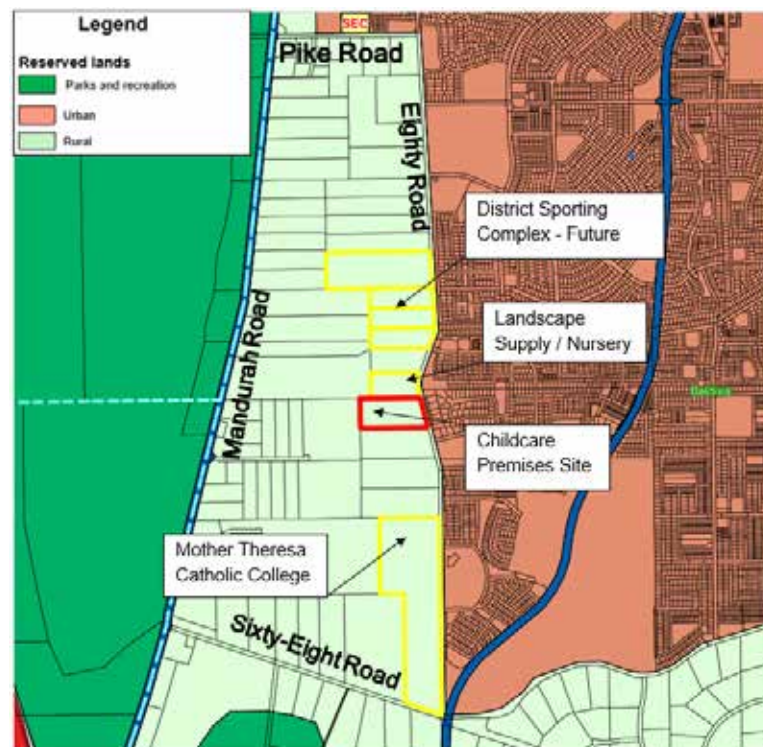 Legend
Reserved lands
Parks and recreation
Urban
Rural
SEC
Pike Road
Eighty Road
District Sporting
Complex - Future
Landscape
Supply / Nursery
Mandurah Road
Childcare
Premises Site
Mother Theresa
Catholic College
Sixty-Eight Road